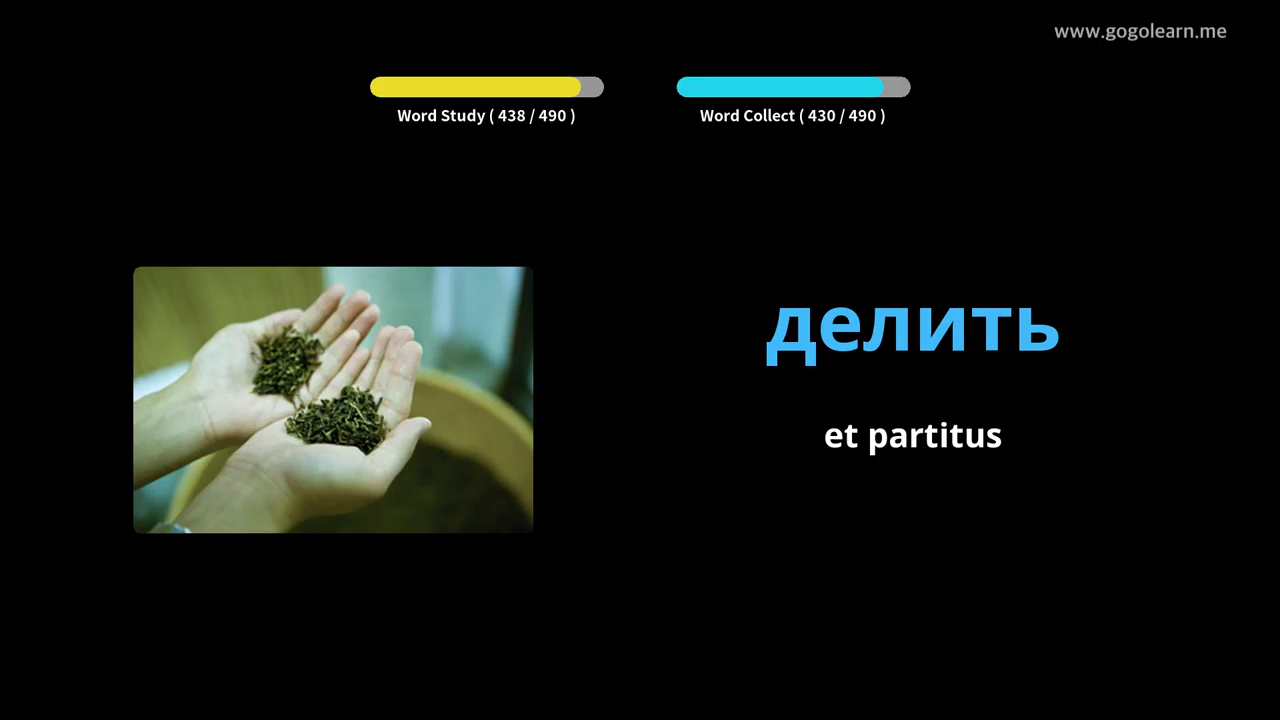 www.gogolearn.me
Word Study ( 438 / 490 )
Word Collect ( 430 / 490 )
делить
et partitus